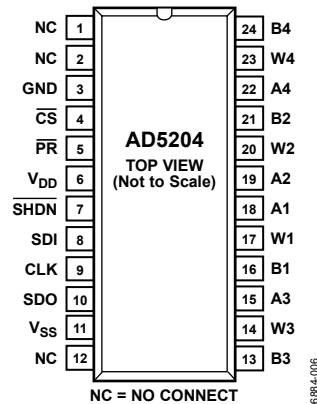 NC 1 24 B4
NC 2 23 W4
GND 3 22 A4
CS 4 21 B2
PR 5 20 W2
VDD 6 19 A2
SHDN 7 18 A1
SDI 8 17 W1
CLK 9 16 B1
SDO 10 15 A3
VSS 11 14 W3
NC 12 13 B3
AD5204
TOP VIEW
(Not to Scale)
NC = NO CONNECT